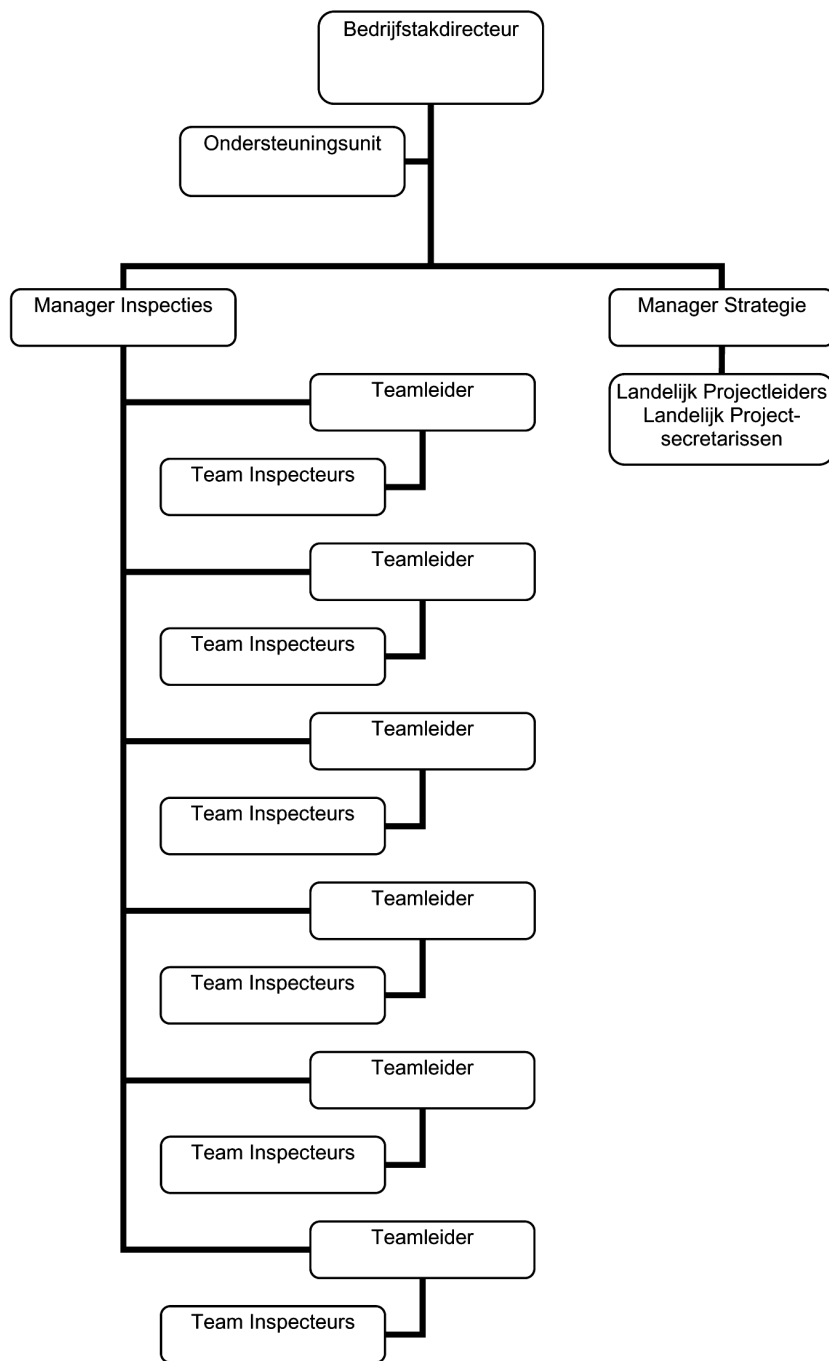 Bedrijfstakdirecteur
Ondersteuningsunit
Manager Inspecties
Manager Strategie
Teamleider
Landelijk Projectleiders
Landelijk Project-
secretarissen
Team Inspecteurs
Teamleider
Team Inspecteurs
Teamleider
Team Inspecteurs
Teamleider
Team Inspecteurs
Teamleider
Team Inspecteurs
Teamleider
Team Inspecteurs